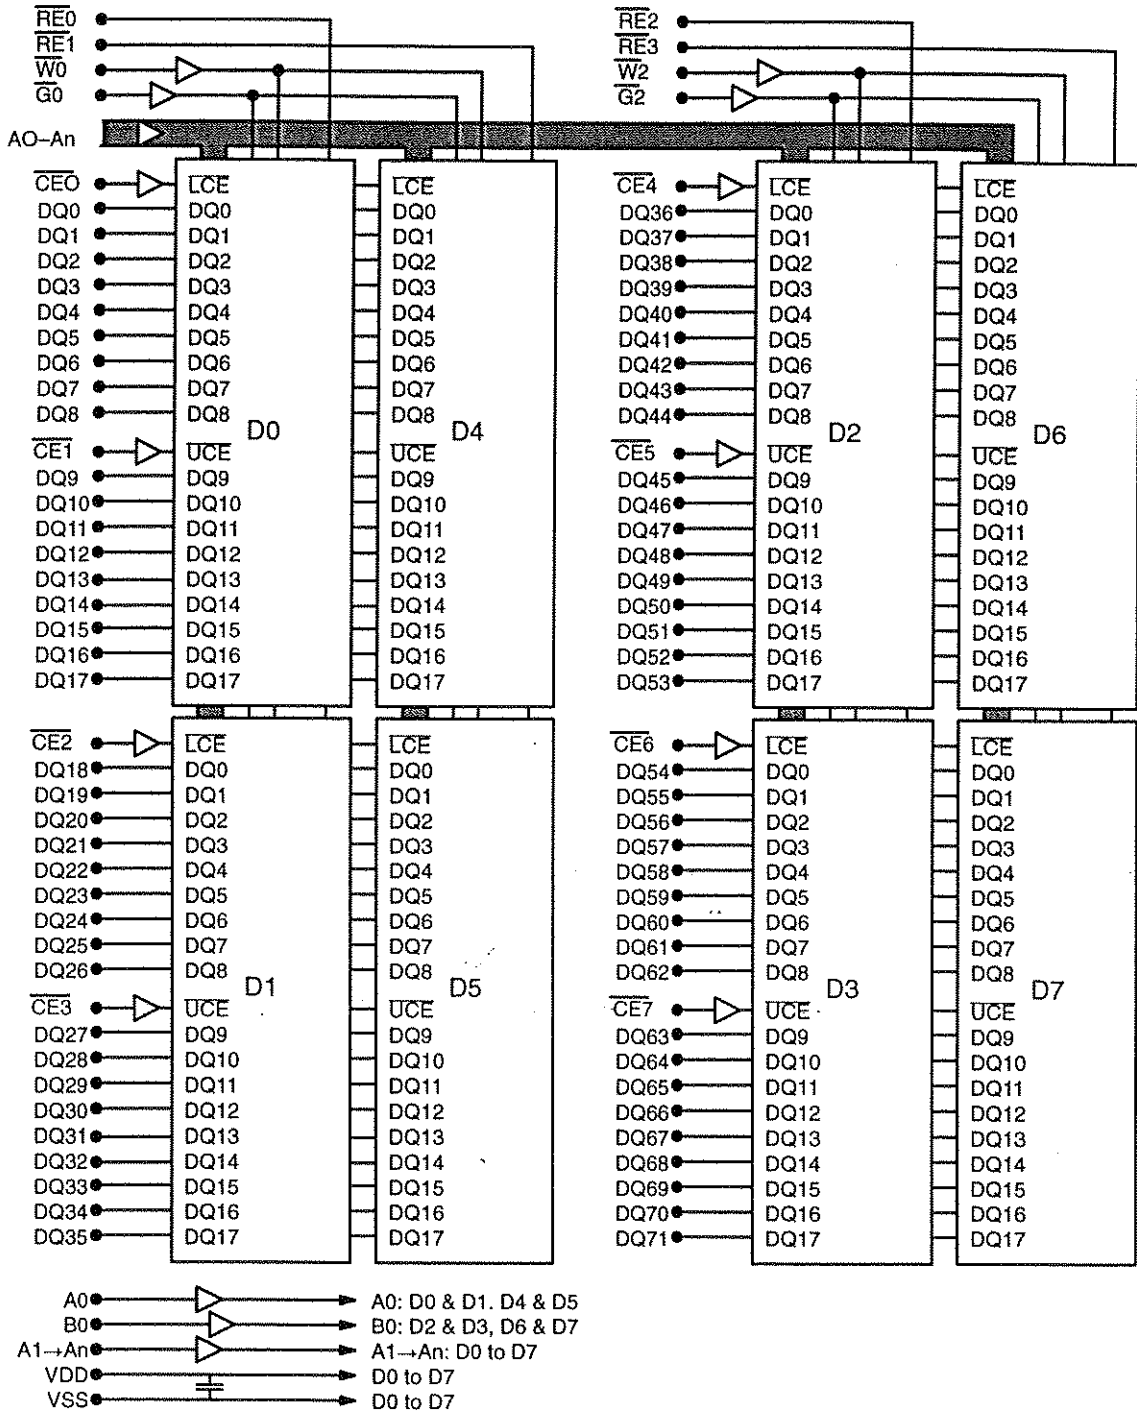 RE0 RE2
RE1 RE3
W0 W2
G0 G2
AO–An
CEO LCE LCE CE4 LCE LCE
DQ0 DQ0 DQ0 DQ36 DQ0 DQ0
DQ1 DQ1 DQ1 DQ37 DQ1 DQ1
DQ2 DQ2 DQ2 DQ38 DQ2 DQ2
DQ3 DQ3 DQ3 DQ39 DQ3 DQ3
DQ4 DQ4 DQ4 DQ40 DQ4 DQ4
DQ5 DQ5 DQ5 DQ41 DQ5 DQ5
DQ6 DQ6 DQ6 DQ42 DQ6 DQ6
DQ7 DQ7 DQ7 DQ43 DQ7 DQ7
DQ8 DQ8 DQ8 DQ44 DQ8 DQ8
D0 D4 D2 D6
CE1 UCE UCE CE5 UCE UCE
DQ9 DQ9 DQ9 DQ45 DQ9 DQ9
DQ10 DQ10 DQ10 DQ46 DQ10 DQ10
DQ11 DQ11 DQ11 DQ47 DQ11 DQ11
DQ12 DQ12 DQ12 DQ48 DQ12 DQ12
DQ13 DQ13 DQ13 DQ49 DQ13 DQ13
DQ14 DQ14 DQ14 DQ50 DQ14 DQ14
DQ15 DQ15 DQ15 DQ51 DQ15 DQ15
DQ16 DQ16 DQ16 DQ52 DQ16 DQ16
DQ17 DQ17 DQ17 DQ53 DQ17 DQ17
CE2 LCE LCE CE6 LCE LCE
DQ18 DQ0 DQ0 DQ54 DQ0 DQ0
DQ19 DQ1 DQ1 DQ55 DQ1 DQ1
DQ20 DQ2 DQ2 DQ56 DQ2 DQ2
DQ21 DQ3 DQ3 DQ57 DQ3 DQ3
DQ22 DQ4 DQ4 DQ58 DQ4 DQ4
DQ23 DQ5 DQ5 DQ59 DQ5 DQ5
DQ24 DQ6 DQ6 DQ60 DQ6 DQ6
DQ25 DQ7 DQ7 DQ61 DQ7 DQ7
DQ26 DQ8 DQ8 DQ62 DQ8 DQ8
D1 D5 D3 D7
CE3 UCE UCE CE7 UCE UCE
DQ27 DQ9 DQ9 DQ63 DQ9 DQ9
DQ28 DQ10 DQ10 DQ64 DQ10 DQ10
DQ29 DQ11 DQ11 DQ65 DQ11 DQ11
DQ30 DQ12 DQ12 DQ66 DQ12 DQ12
DQ31 DQ13 DQ13 DQ67 DQ13 DQ13
DQ32 DQ14 DQ14 DQ68 DQ14 DQ14
DQ33 DQ15 DQ15 DQ69 DQ15 DQ15
DQ34 DQ16 DQ16 DQ70 DQ16 DQ16
DQ35 DQ17 DQ17 DQ71 DQ17 DQ17
A0 A0: D0 & D1. D4 & D5
B0 B0: D2 & D3, D6 & D7
A1→An A1→An: D0 to D7
VDD D0 to D7
VSS D0 to D7